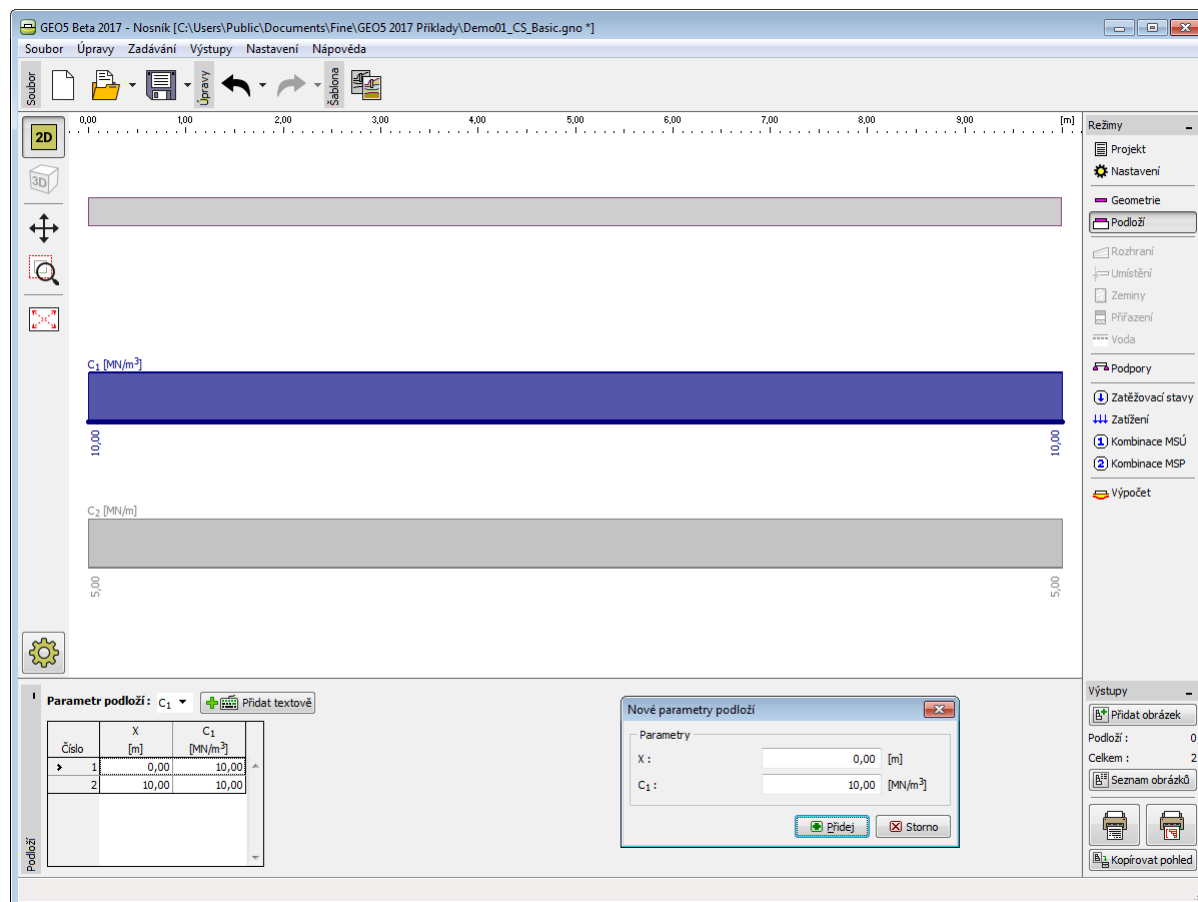 GEO5 Beta 2017 - Nosník [C:\Users\Public\Documents\Fine\GEO5 2017 Příklady\Demo01_CS_Basic.gno *]
Soubor Úpravy Zadávání Výstupy Nastavení Nápověda
Soubor
Úpravy
Šablona
2D
3D
0,00 1,00 2,00 3,00 4,00 5,00 6,00 7,00 8,00 9,00 [m]
C1 [MN/m3]
10,00 10,00
C2 [MN/m]
5,00 5,00
Režimy
Projekt
Nastavení
Geometrie
Podloží
Rozhraní
Umístění
Zeminy
Přiřazení
Voda
Podpory
Zatěžovací stavy
Zatížení
1 Kombinace MSÚ
2 Kombinace MSP
Výpočet
Podloží
Parametr podloží : C1 Přidat textově
Číslo X [m] C1 [MN/m3]
1 0,00 10,00
2 10,00 10,00
Nové parametry podloží
Parametry
X : 0,00 [m]
C1 : 10,00 [MN/m3]
Přidej Storno
Výstupy
Přidat obrázek
Podloží : 0
Celkem : 2
Seznam obrázků
Kopírovat pohled